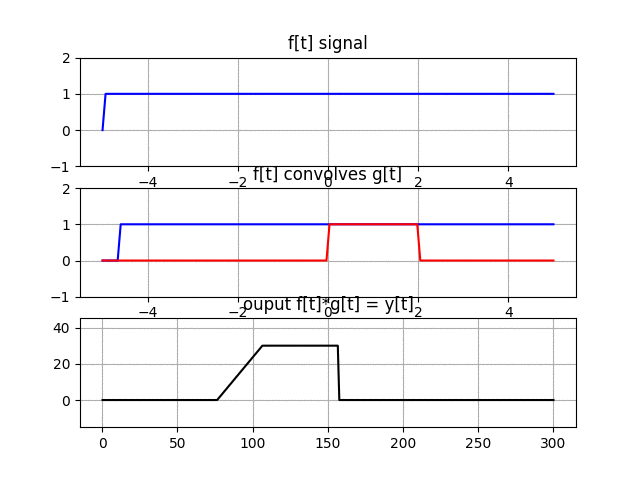 f[t] signal
2
1
0
−1
−4 −2 0 2 4
f[t] convolves g[t]
2
1
0
−1
−4 −2 0 2 4
ouput f[t]*g[t] = y[t]
40
20
0
0 50 100 150 200 250 300